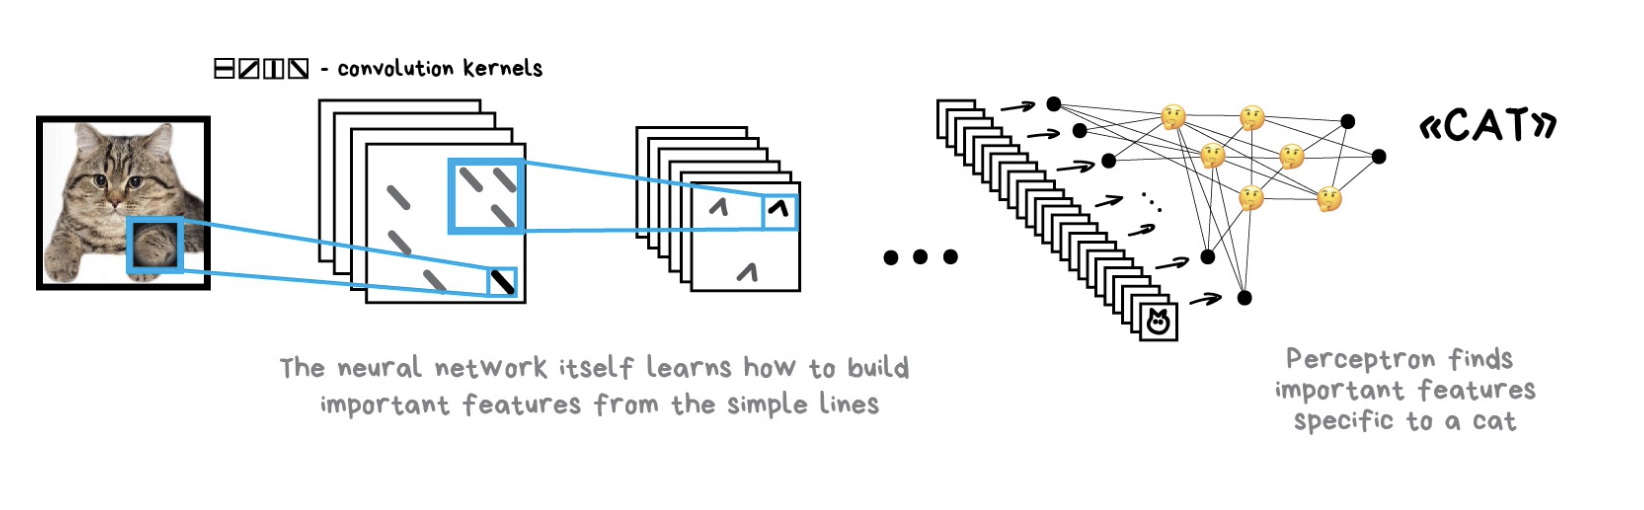 - convolution kernels
«CAT»
The neural network itself learns how to build
important features from the simple lines
Perceptron finds
important features
specific to a cat